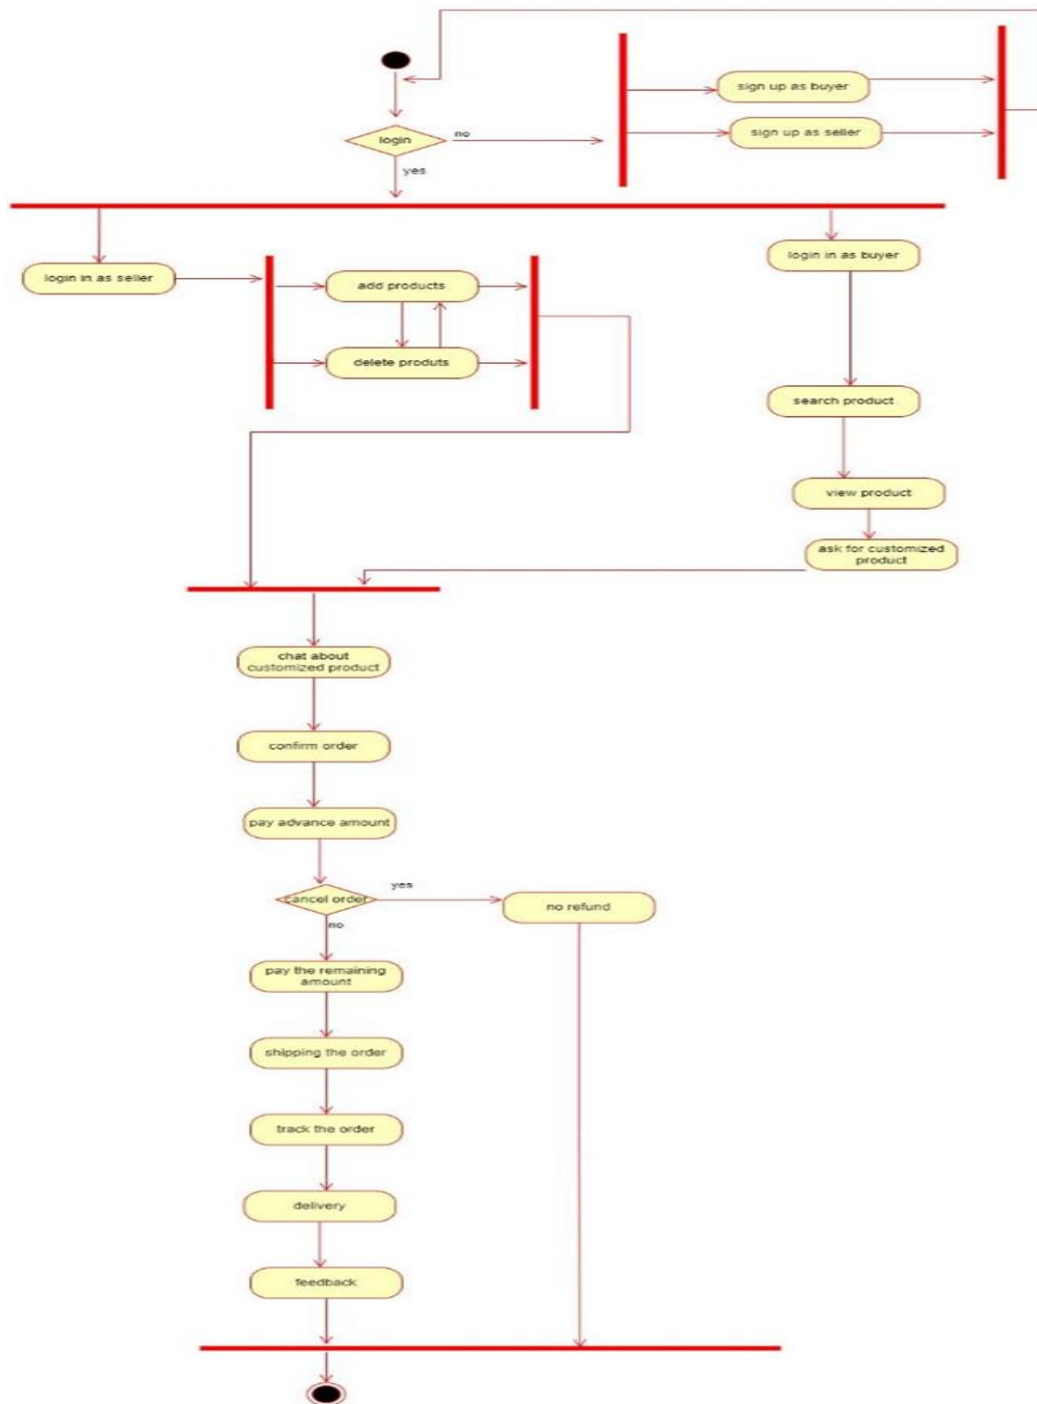 sign up as buyer
sign up as seller
no
login
yes
login in as seller
add products
delete produts
login in as buyer
search product
view product
ask for customized
product
chat about
customized product
confirm order
pay advance amount
cancel order
yes
no refund
no
pay the remaining
amount
shipping the order
track the order
delivery
feedback